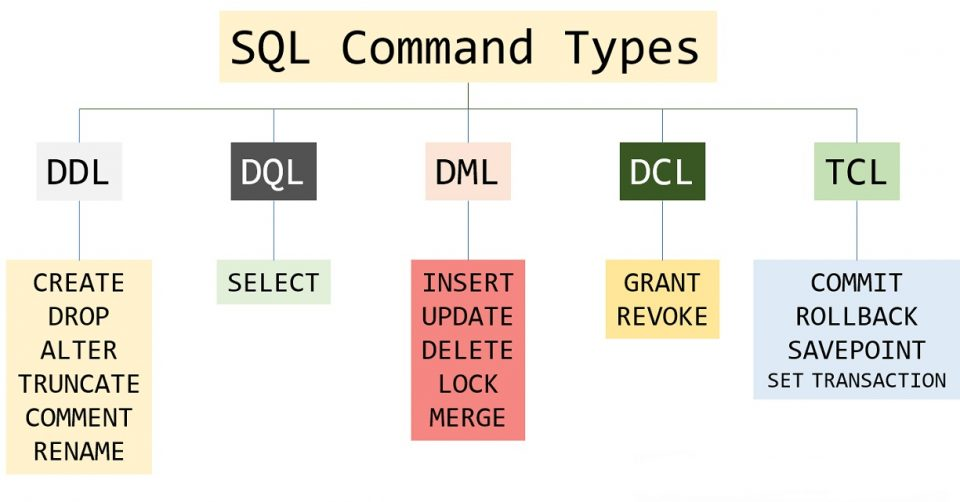 SQL Command Types
DDL
DQL
DML
DCL
TCL
CREATE
DROP
ALTER
TRUNCATE
COMMENT
RENAME
SELECT
INSERT
UPDATE
DELETE
LOCK
MERGE
GRANT
REVOKE
COMMIT
ROLLBACK
SAVEPOINT
SET TRANSACTION